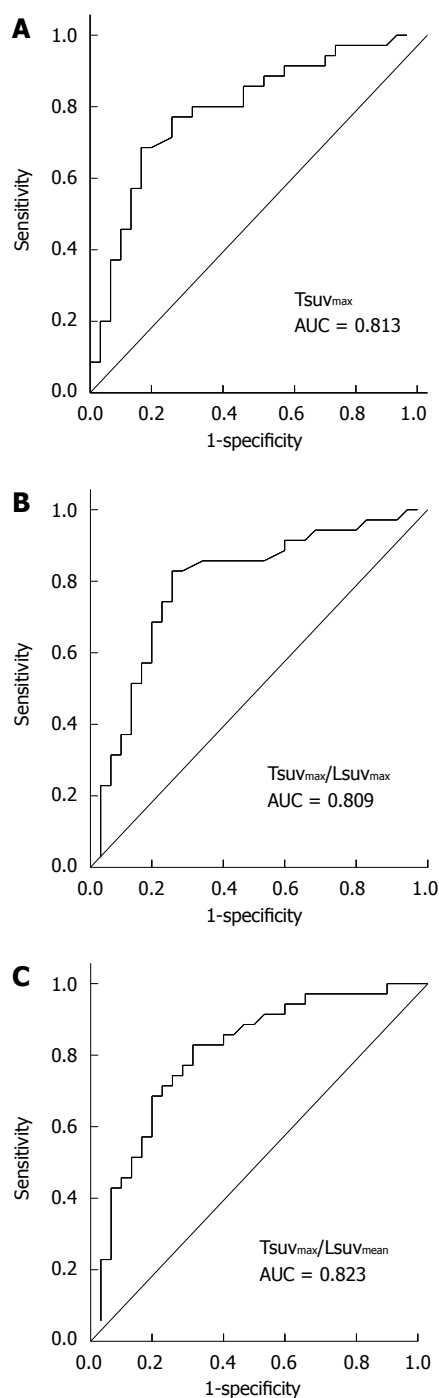 A
1.0
0.8
0.6
0.4
0.2
0.0
Sensitivity
Tsuvmax
AUC = 0.813
0.0 0.2 0.4 0.6 0.8 1.0
1-specificity
B
1.0
0.8
0.6
0.4
0.2
0.0
Sensitivity
Tsuvmax/Lsuvmax
AUC = 0.809
0.0 0.2 0.4 0.6 0.8 1.0
1-specificity
C
1.0
0.8
0.6
0.4
0.2
0.0
Sensitivity
Tsuvmax/Lsuvmean
AUC = 0.823
0.0 0.2 0.4 0.6 0.8 1.0
1-specificity